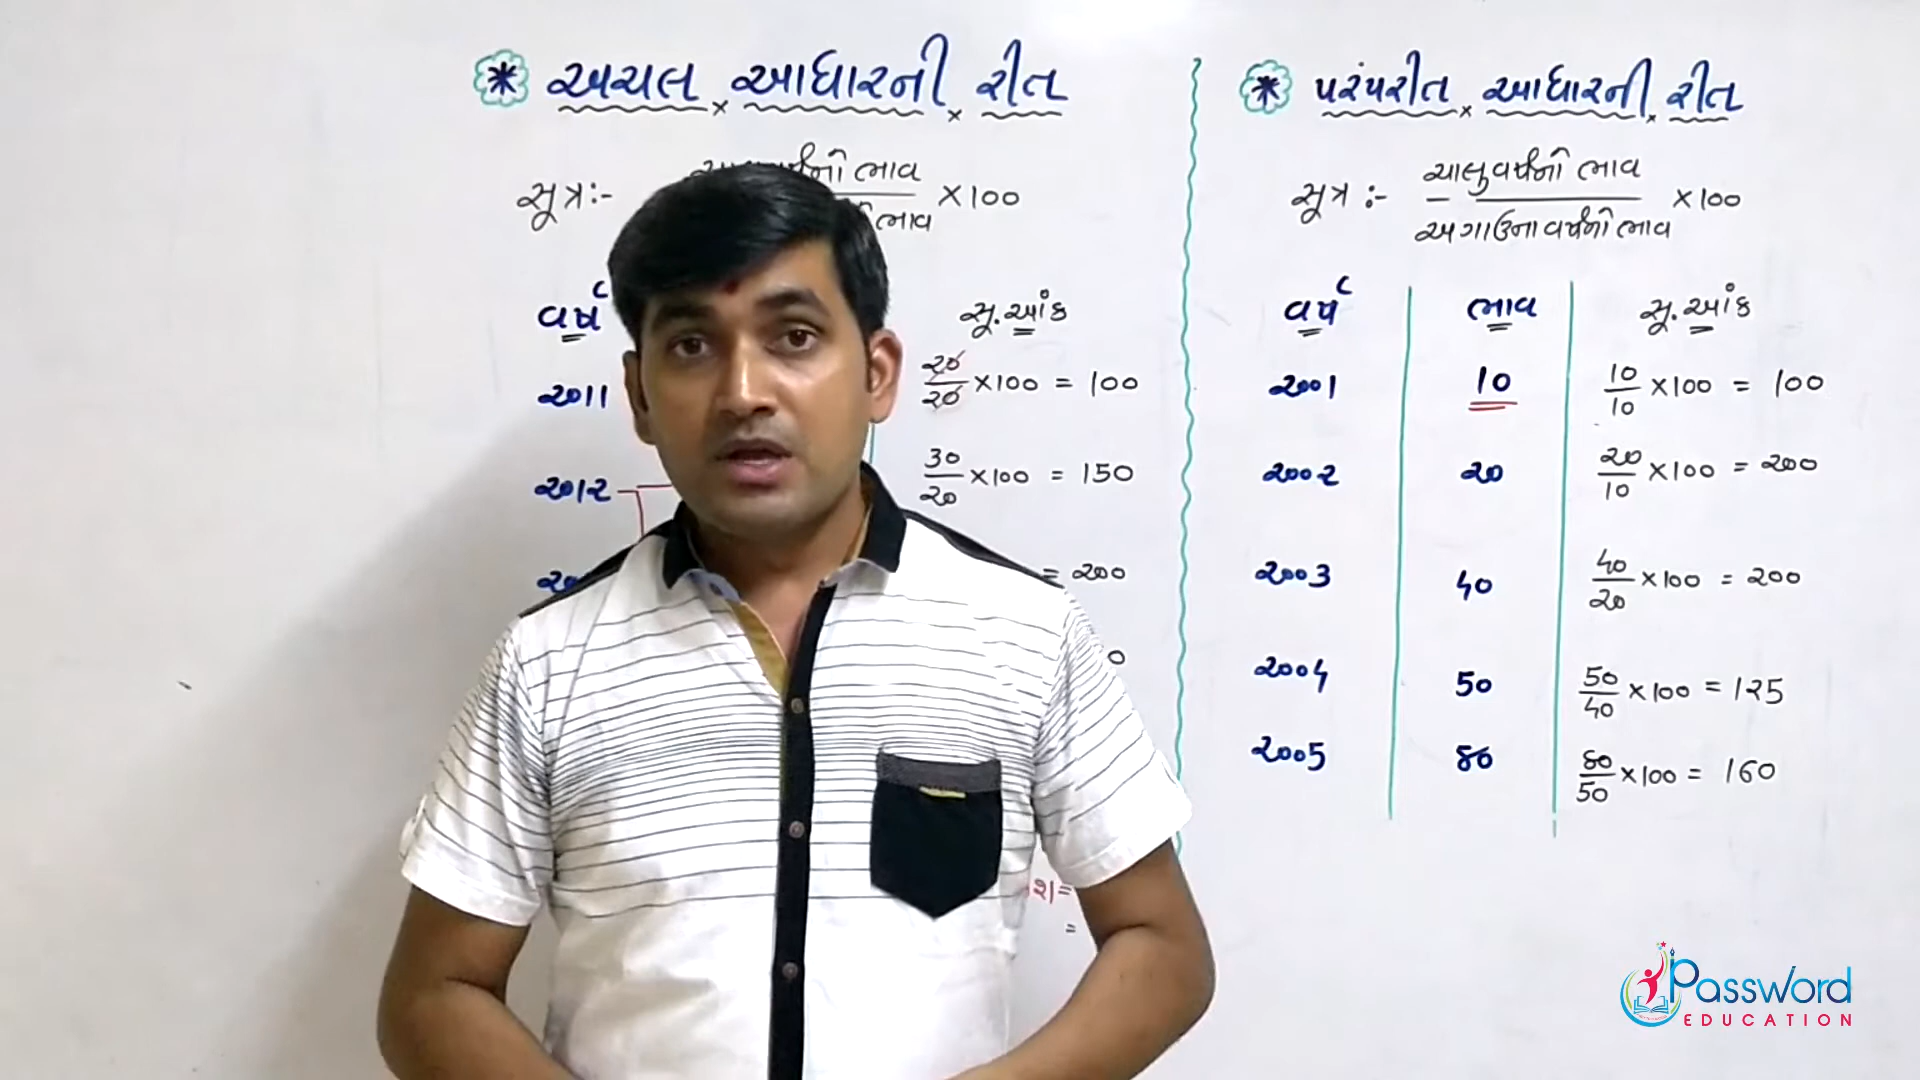 * અચલ આધારની રીત
સૂત્ર:- ભાવ × 100
ભાવ
વર્ષ સૂ.આંક
2011 20/20 × 100 = 100
2012 30/20 × 100 = 150
= 200
0
=
=
* પરંપરીત આધારની રીત
સૂત્ર :- ચાલુવર્ષનો ભાવ × 100
અગાઉના વર્ષનો ભાવ
વર્ષ ભાવ સૂ.આંક
2001 10 10/10 × 100 = 100
2002 20 20/10 × 100 = 200
2003 40 40/20 × 100 = 200
2004 50 50/40 × 100 = 125
2005 80 80/50 × 100 = 160
Password
EDUCATION